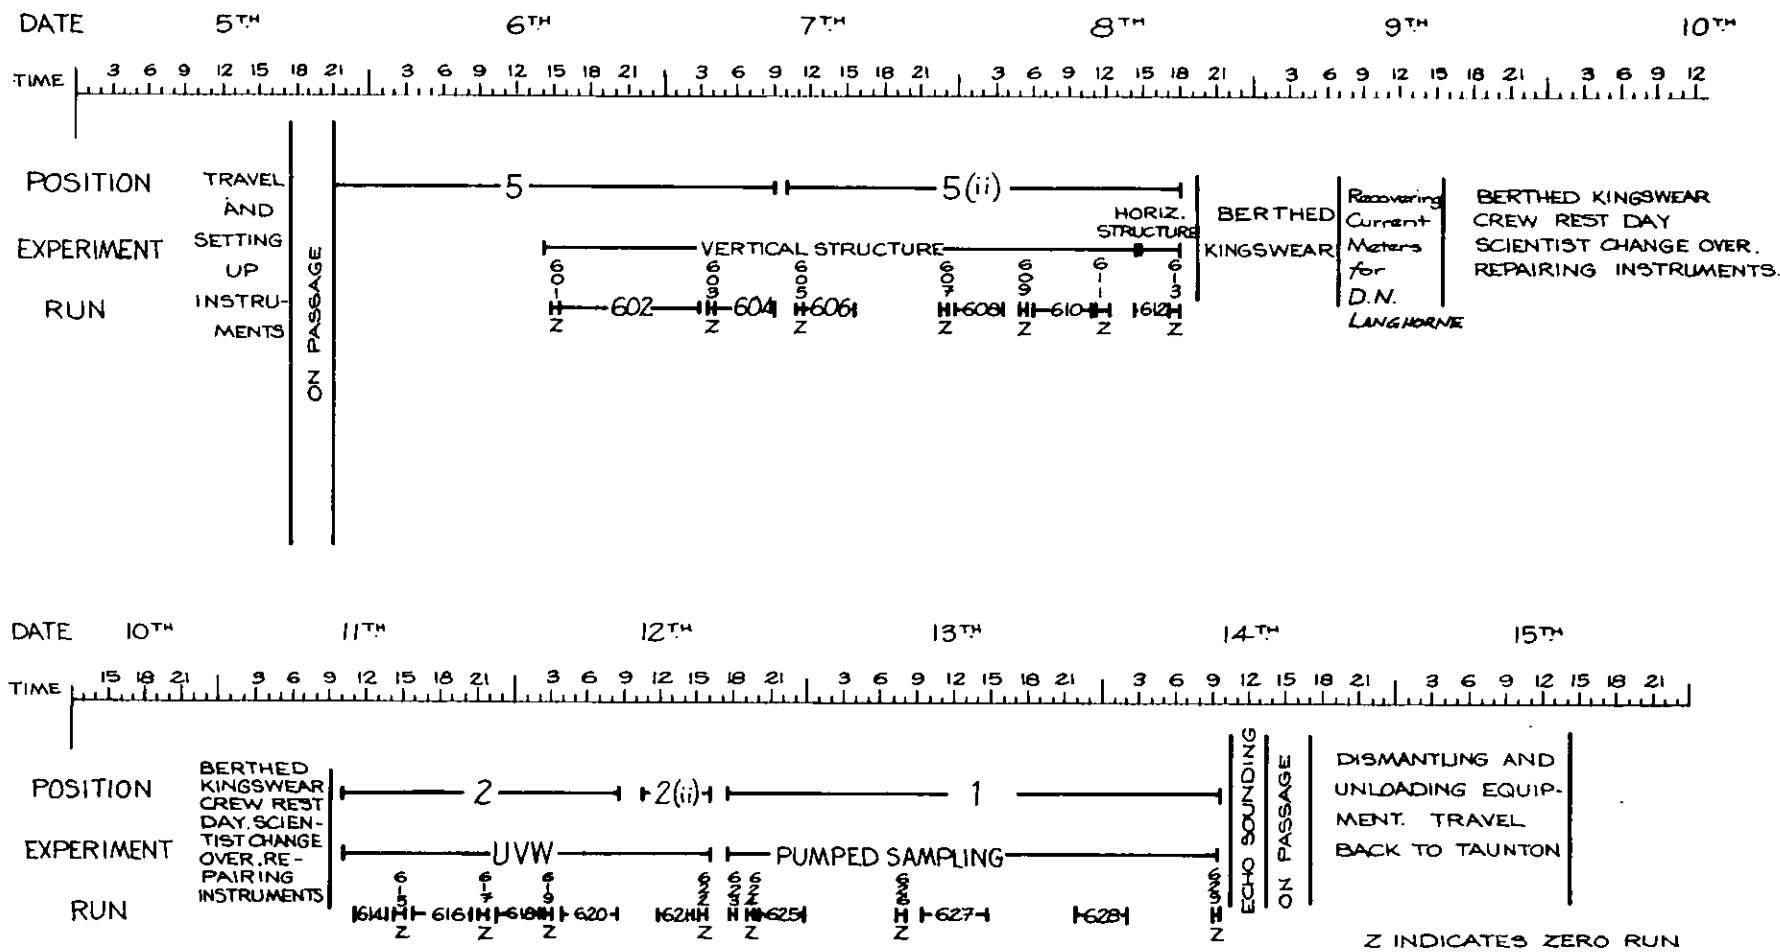 DATE 5TH 6TH 7TH 8TH 9TH 10TH
TIME 3 6 9 12 15 18 21 3 6 9 12 15 18 21 3 6 9 12 15 18 21 3 6 9 12 15 18 21 3 6 9 12 15 18 21 3 6 9 12
POSITION
EXPERIMENT
RUN
TRAVEL
AND
SETTING
UP
INSTRU-
MENTS
ON PASSAGE
5
5(ii)
VERTICAL STRUCTURE
HORIZ.
STRUCTURE
601
Z
602
603
Z
604
605
Z
606
607
Z
608
609
Z
610
611
Z
612
613
Z
BERTHED
KINGSWEAR
Recovering
Current
Meters
for
D.N.
LANGHORNE
BERTHED KINGSWEAR
CREW REST DAY
SCIENTIST CHANGE OVER.
REPAIRING INSTRUMENTS.
DATE 10TH 11TH 12TH 13TH 14TH 15TH
TIME 15 18 21 3 6 9 12 15 18 21 3 6 9 12 15 18 21 3 6 9 12 15 18 21 3 6 9 12 15 18 21 3 6 9 12 15 18 21
POSITION
EXPERIMENT
RUN
BERTHED
KINGSWEAR
CREW REST
DAY. SCIEN-
TIST CHANGE
OVER. RE-
PAIRING
INSTRUMENTS
2
2(ii)
1
UVW
PUMPED SAMPLING
614
615
Z
616
617
Z
618
619
Z
620
621
622
Z
623
624
Z
625
626
Z
627
628
629
Z
ECHO SOUNDING
ON PASSAGE
DISMANTLING AND
UNLOADING EQUIP-
MENT. TRAVEL
BACK TO TAUNTON
Z INDICATES ZERO RUN